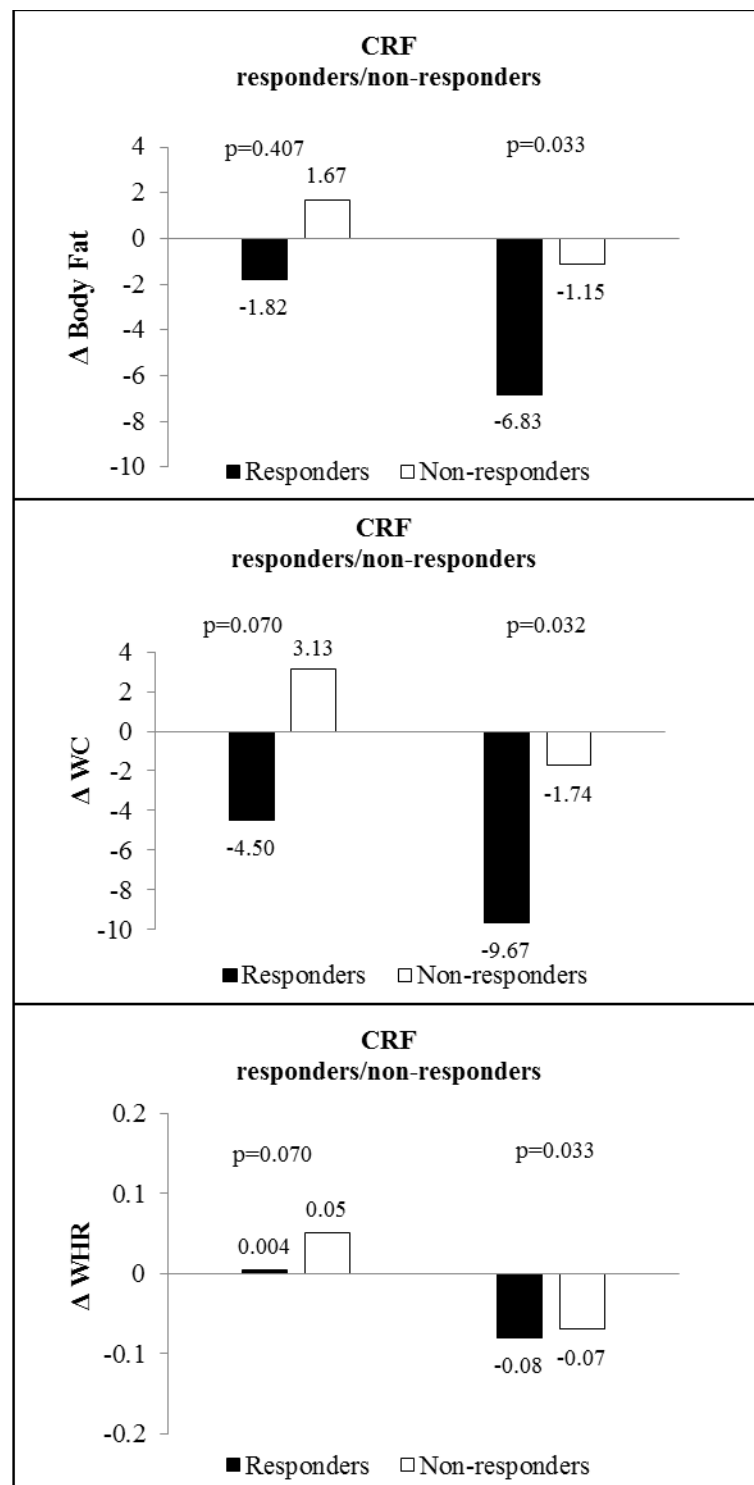 CRF
responders/non-responders
p=0.407
p=0.033
1.67
4
2
0
-2
-4
-6
-8
-10
Δ Body Fat
-1.82
-1.15
-6.83
Responders
Non-responders
CRF
responders/non-responders
p=0.070
p=0.032
3.13
4
2
0
-2
-4
-6
-8
-10
Δ WC
-1.74
-4.50
-9.67
Responders
Non-responders
CRF
responders/non-responders
0.2
0.1
0
-0.1
-0.2
Δ WHR
p=0.070
p=0.033
0.05
0.004
-0.08
-0.07
Responders
Non-responders